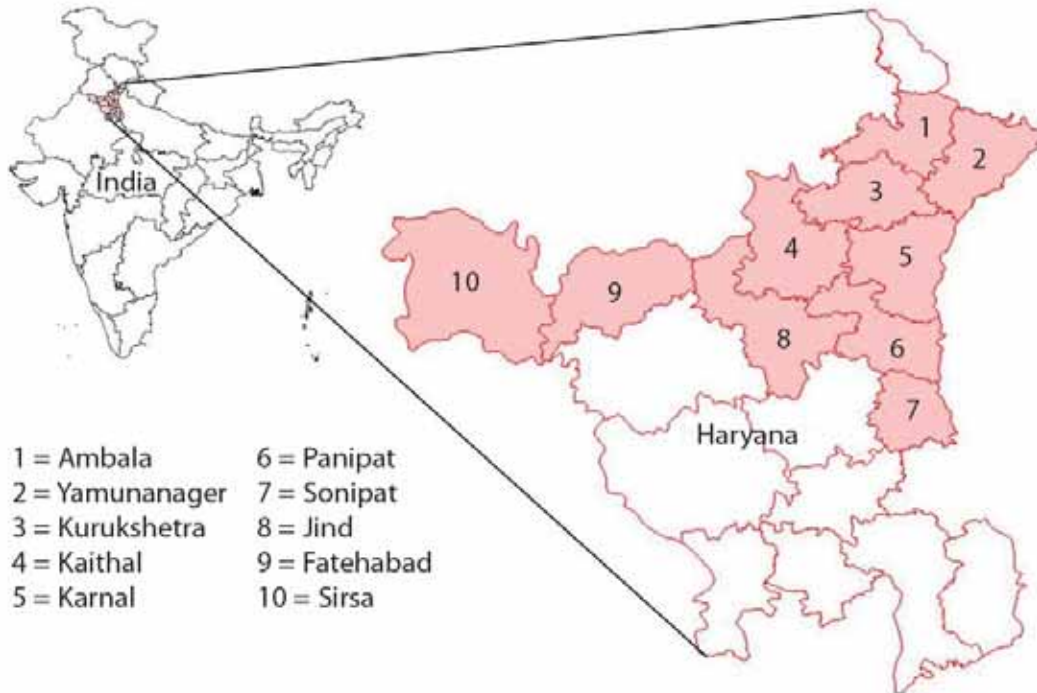 India
1
2
3
4
5
6
7
8
9
10
Haryana
1 = Ambala
2 = Yamunanager
3 = Kurukshetra
4 = Kaithal
5 = Karnal
6 = Panipat
7 = Sonipat
8 = Jind
9 = Fatehabad
10 = Sirsa